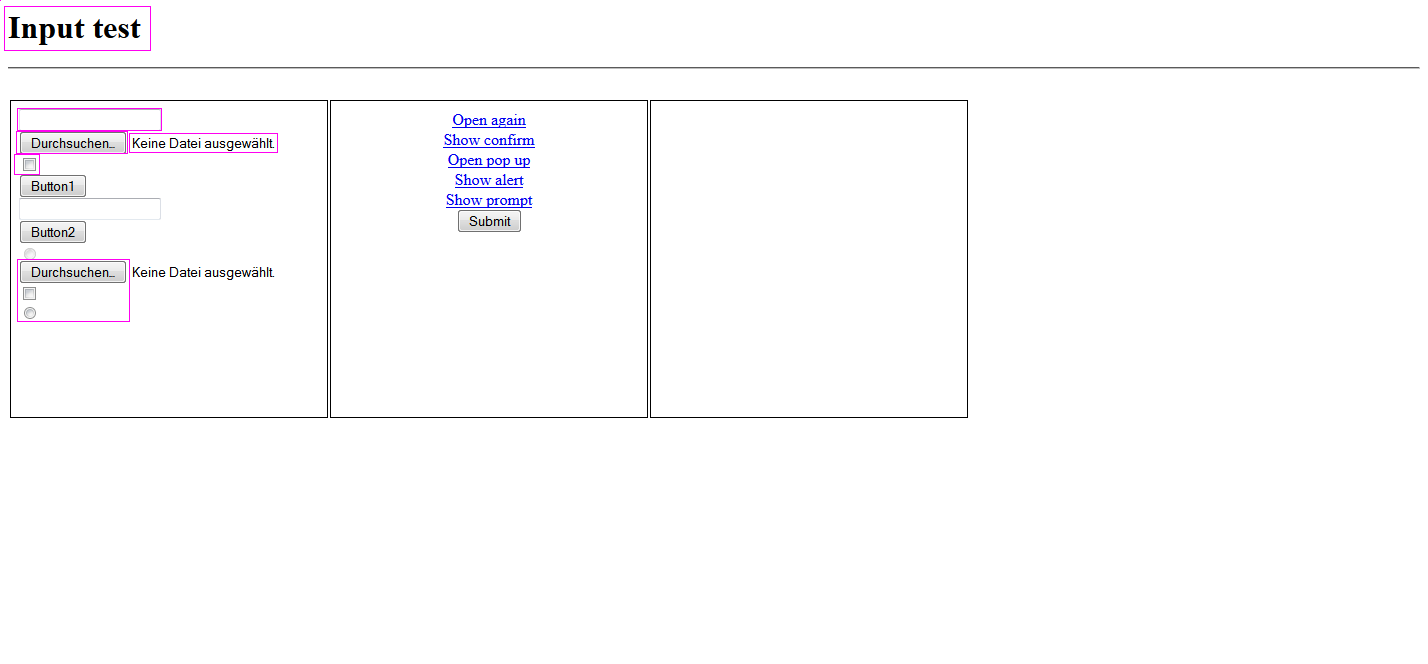 Input test
Durchsuchen... Keine Datei ausgewählt.
Button1
Button2
Durchsuchen... Keine Datei ausgewählt.
Open again
Show confirm
Open pop up
Show alert
Show prompt
Submit